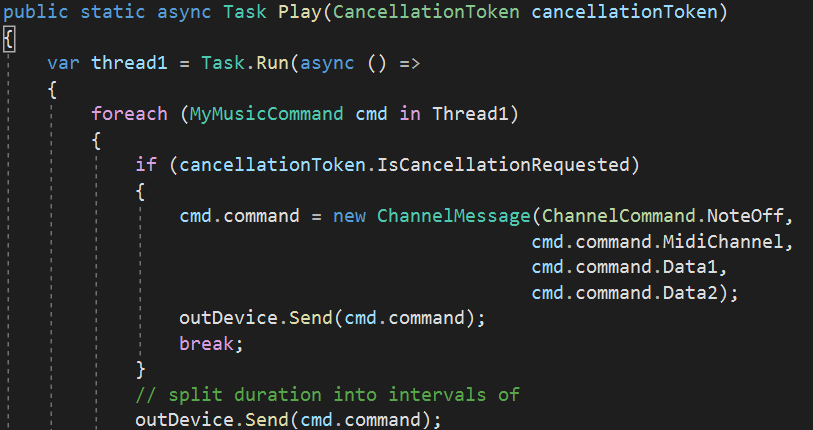 public static async Task Play(CancellationToken cancellationToken)
{
    var thread1 = Task.Run(async () =>
    {
        foreach (MyMusicCommand cmd in Thread1)
        {
            if (cancellationToken.IsCancellationRequested)
            {
                cmd.command = new ChannelMessage(ChannelCommand.NoteOff,
                                                cmd.command.MidiChannel,
                                                cmd.command.Data1,
                                                cmd.command.Data2);
                outDevice.Send(cmd.command);
                break;
            }
            // split duration into intervals of
            outDevice.Send(cmd.command);